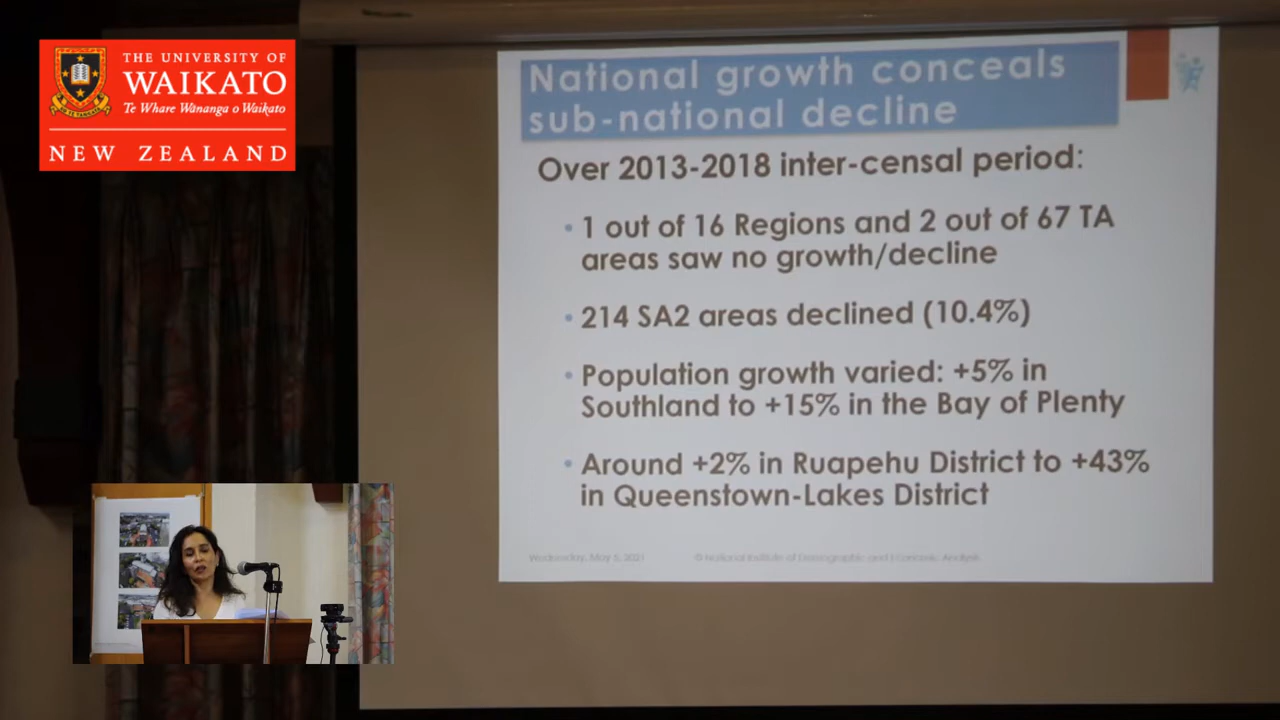 THE UNIVERSITY OF
WAIKATO
Te Whare Wānanga o Waikato
NEW ZEALAND
National growth conceals
sub-national decline
Over 2013-2018 inter-censal period:
• 1 out of 16 Regions and 2 out of 67 TA
areas saw no growth/decline
• 214 SA2 areas declined (10.4%)
• Population growth varied: +5% in
Southland to +15% in the Bay of Plenty
• Around +2% in Ruapehu District to +43%
in Queenstown-Lakes District
Wednesday, May 5, 2021
© National Institute of Demographic and Economic Analysis